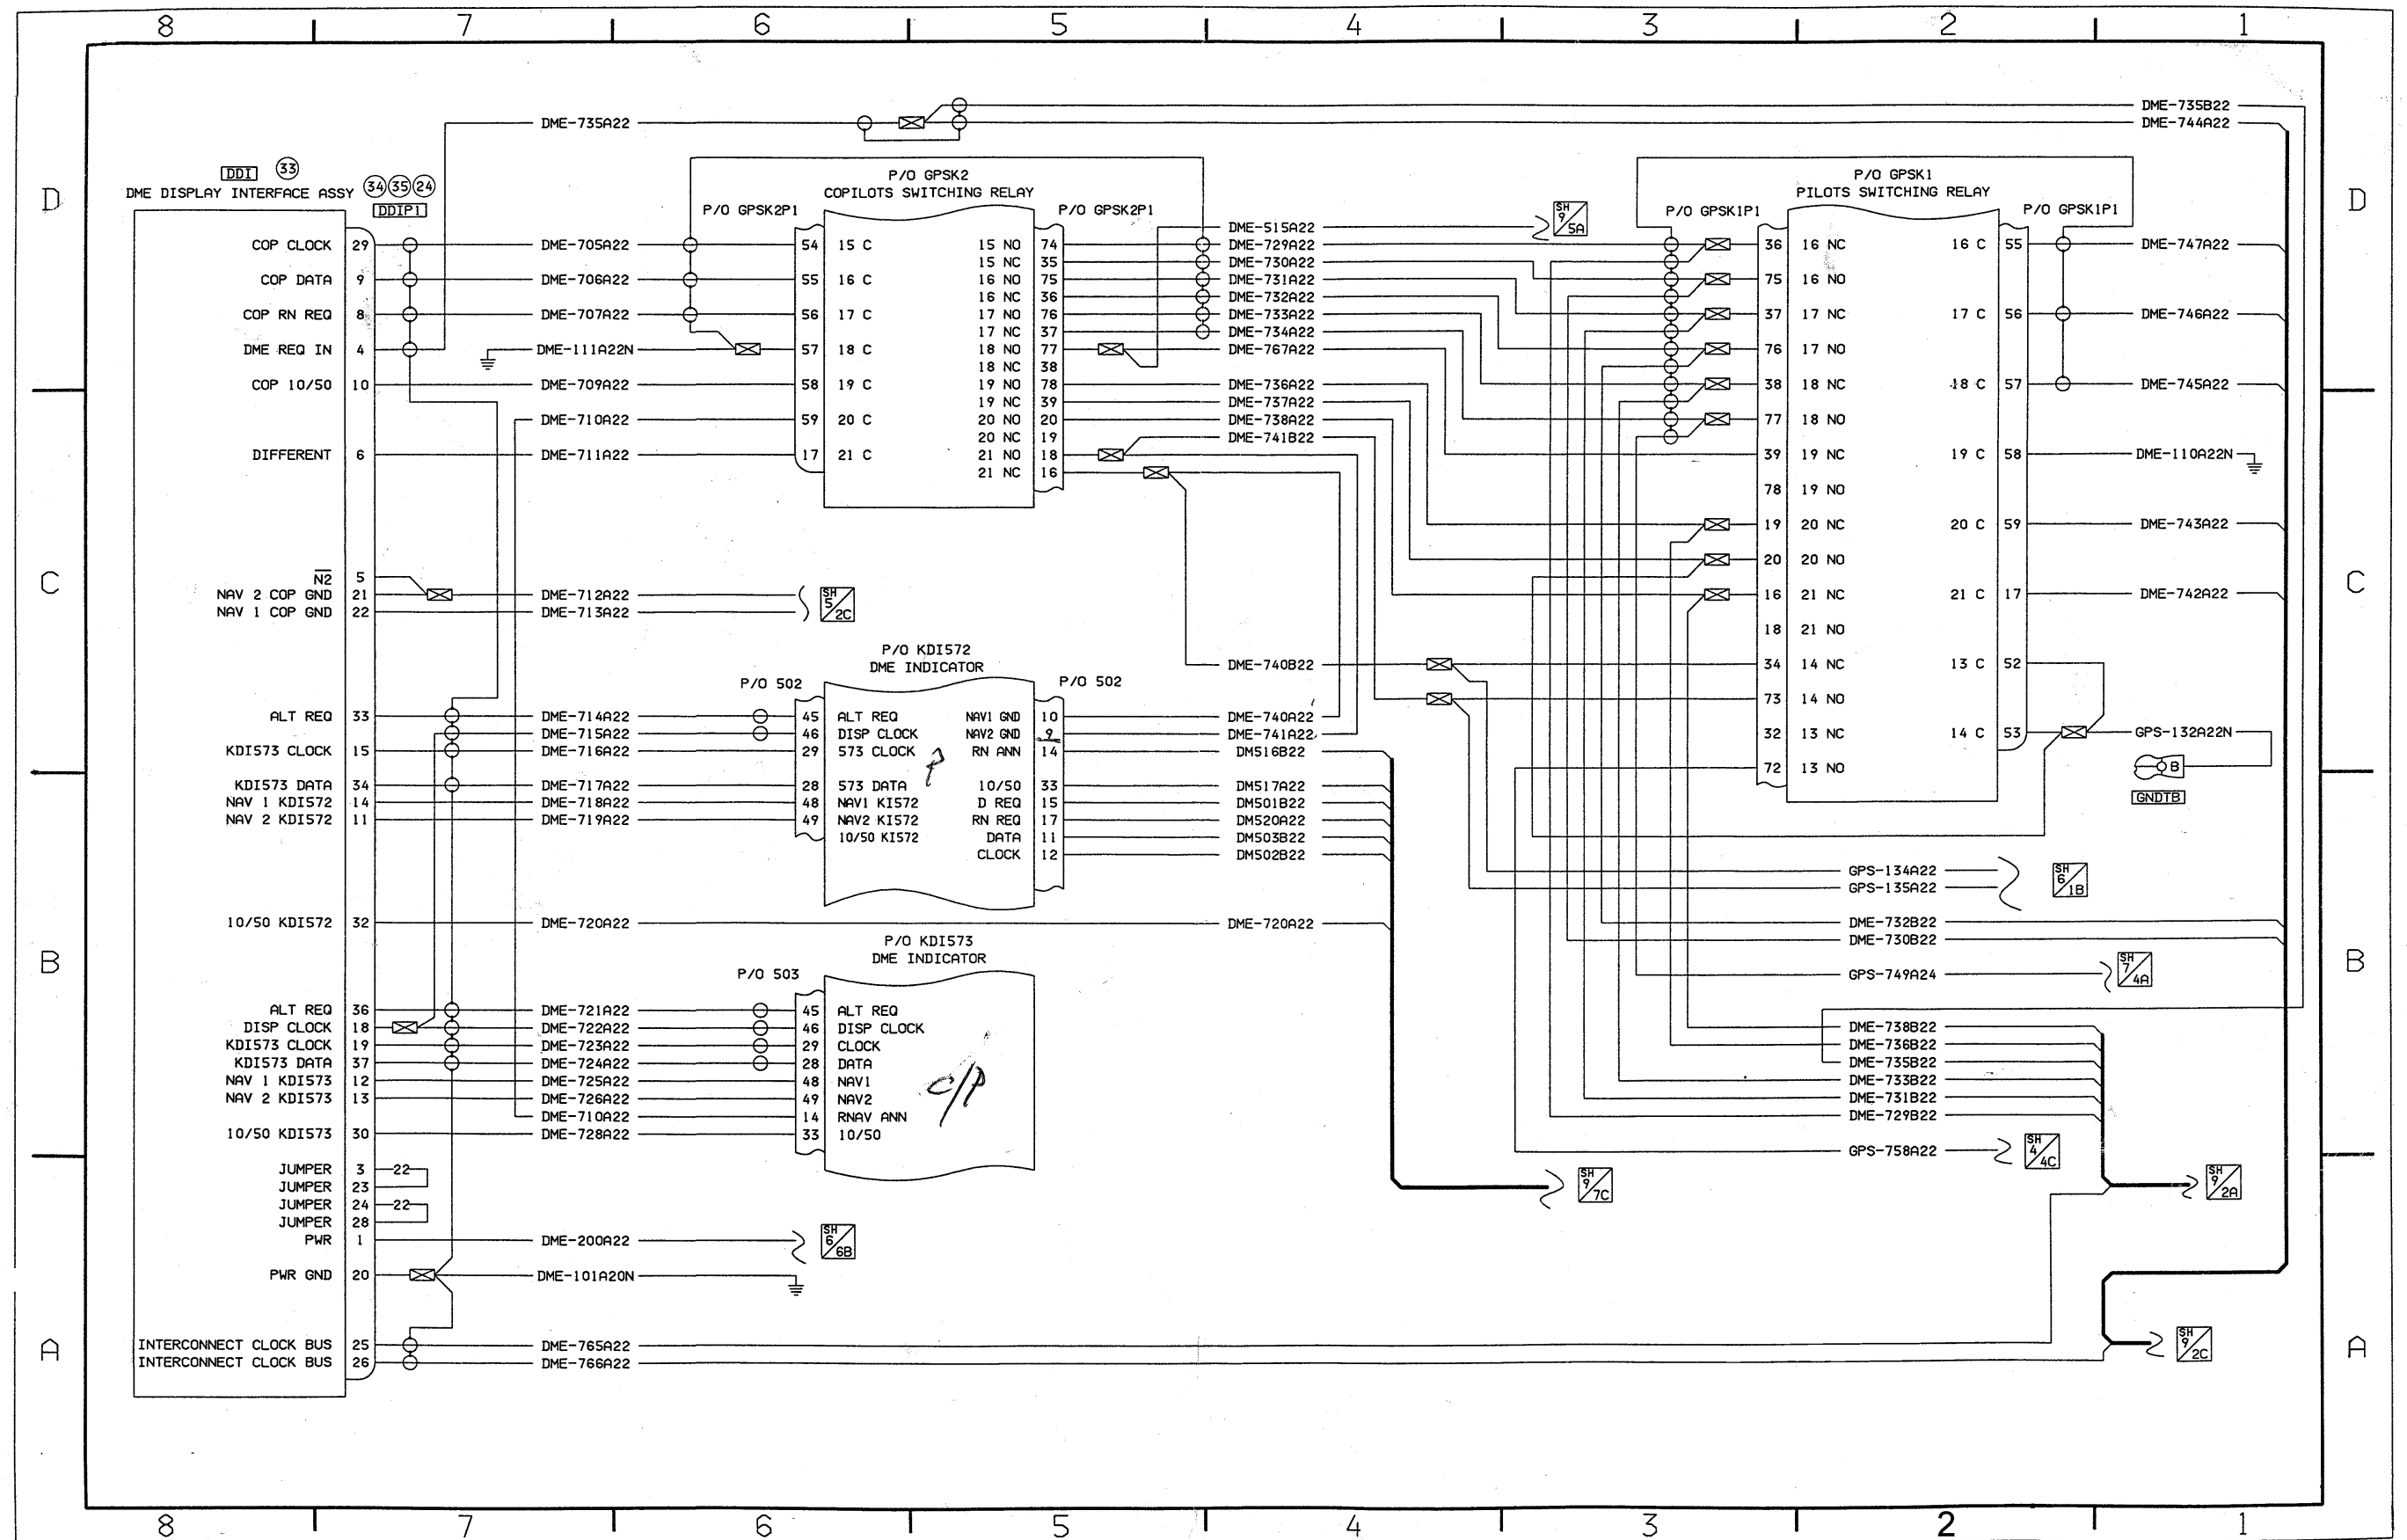 8 7 6 5 4 3 2 1
D
C
B
A
DME-735A22
DME-735B22
DME-744A22
DDI 33
DME DISPLAY INTERFACE ASSY 34 35 24
DDIP1
COP CLOCK 29 DME-705A22
COP DATA 9 DME-706A22
COP RN REQ 8 DME-707A22
DME REQ IN 4 DME-111A22N
COP 10/50 10 DME-709A22
DME-710A22
DIFFERENT 6 DME-711A22
N2 5
NAV 2 COP GND 21 DME-712A22
NAV 1 COP GND 22 DME-713A22
SH 5 2C
ALT REQ 33 DME-714A22
DME-715A22
KDI573 CLOCK 15 DME-716A22
KDI573 DATA 34 DME-717A22
NAV 1 KDI572 14 DME-718A22
NAV 2 KDI572 11 DME-719A22
10/50 KDI572 32 DME-720A22 DME-720A22
ALT REQ 36 DME-721A22
DISP CLOCK 18 DME-722A22
KDI573 CLOCK 19 DME-723A22
KDI573 DATA 37 DME-724A22
NAV 1 KDI573 12 DME-725A22
NAV 2 KDI573 13 DME-726A22
DME-710A22
10/50 KDI573 30 DME-728A22
JUMPER 3 22
JUMPER 23
JUMPER 24 22
JUMPER 28
PWR 1 DME-200A22
SH 6 6B
PWR GND 20 DME-101A20N
INTERCONNECT CLOCK BUS 25 DME-765A22
INTERCONNECT CLOCK BUS 26 DME-766A22
P/O GPSK2
COPILOTS SWITCHING RELAY
P/O GPSK2P1 P/O GPSK2P1
54 15 C
55 16 C
56 17 C
57 18 C
58 19 C
59 20 C
17 21 C
DME-515A22
SH 9 5A
15 NO 74 DME-729A22
15 NC 35 DME-730A22
16 NO 75 DME-731A22
16 NC 36 DME-732A22
17 NO 76 DME-733A22
17 NC 37 DME-734A22
18 NO 77 DME-767A22
18 NC 38
19 NO 78 DME-736A22
19 NC 39 DME-737A22
20 NO 20 DME-738A22
20 NC 19 DME-741B22
21 NO 18
21 NC 16
DME-740B22
P/O KDI572
DME INDICATOR
P/O 502 P/O 502
45 ALT REQ NAV1 GND 10 DME-740A22
46 DISP CLOCK NAV2 GND 9 DME-741A22
29 573 CLOCK RN ANN 14 DM516B22
P
28 573 DATA 10/50 33 DM517A22
48 NAV1 KI572 D REQ 15 DM501B22
49 NAV2 KI572 RN REQ 17 DM520A22
10/50 KI572 DATA 11 DM503B22
CLOCK 12 DM502B22
P/O KDI573
DME INDICATOR
P/O 503
45 ALT REQ
46 DISP CLOCK
29 CLOCK
28 DATA
48 NAV1
49 NAV2
14 RNAV ANN
33 10/50
C/P
SH 9 7C
P/O GPSK1
PILOTS SWITCHING RELAY
P/O GPSK1P1 P/O GPSK1P1
36 16 NC 16 C 55 DME-747A22
75 16 NO
37 17 NC 17 C 56 DME-746A22
76 17 NO
38 18 NC 18 C 57 DME-745A22
77 18 NO
39 19 NC 19 C 58 DME-110A22N
78 19 NO
19 20 NC 20 C 59 DME-743A22
20 20 NO
16 21 NC 21 C 17 DME-742A22
18 21 NO
34 14 NC 13 C 52
73 14 NO
32 13 NC 14 C 53 GPS-132A22N
72 13 NO
B
GNDTB
GPS-134A22
GPS-135A22
SH 6 1B
DME-732B22
DME-730B22
GPS-749A24
SH 7 4A
DME-738B22
DME-736B22
DME-735B22
DME-733B22
DME-731B22
DME-729B22
GPS-758A22
SH 4 4C
SH 9 2A
SH 9 2C
D
C
B
A
8 7 6 5 4 3 2 1